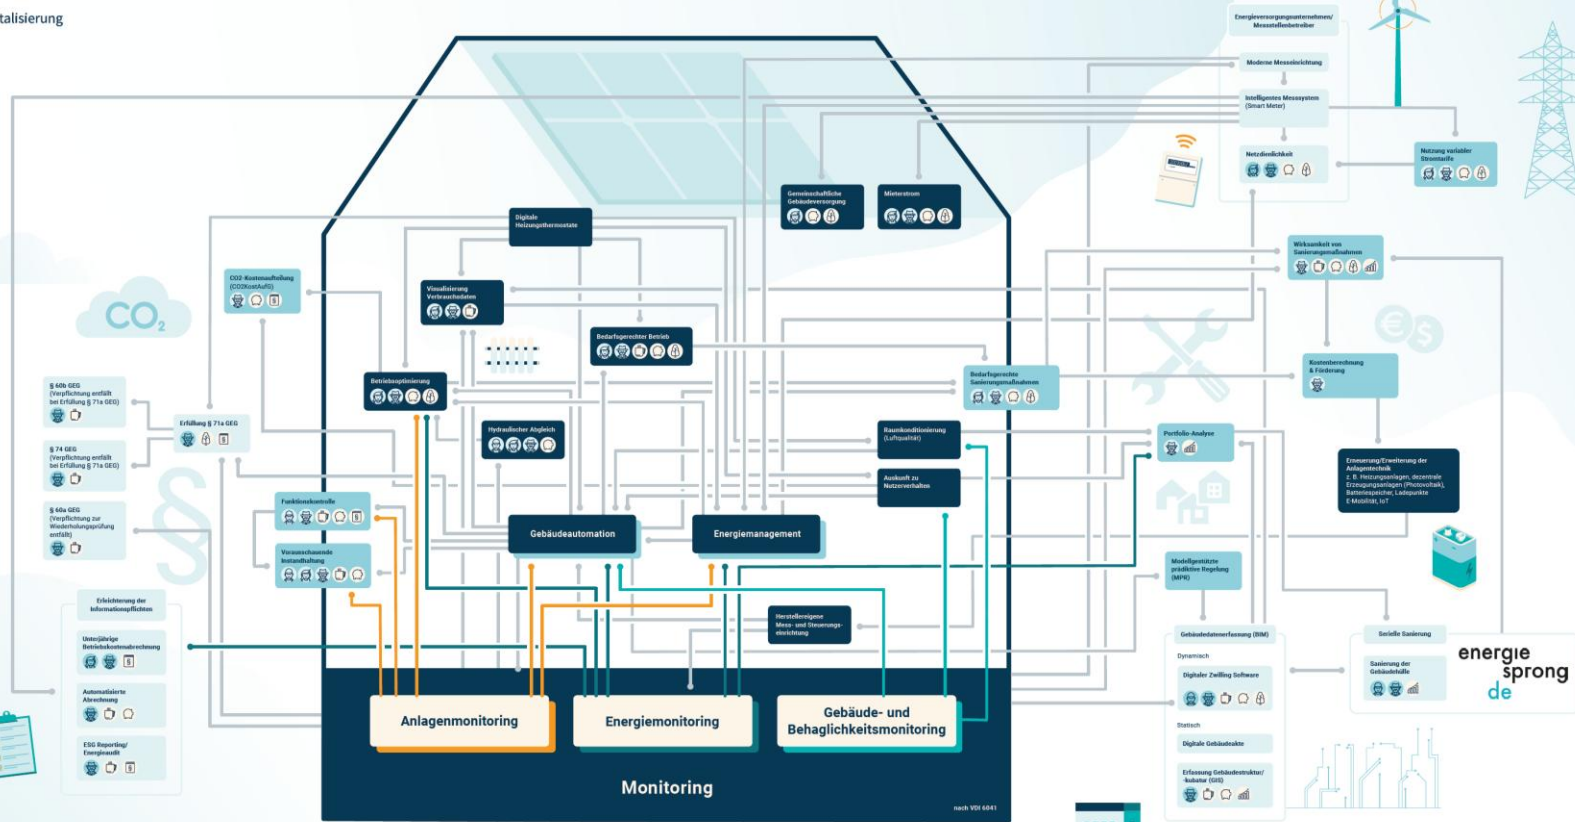 talisierung
Energieversorgungsunternehmen/
Messstellenbetreiber
Moderne Messeinrichtung
Intelligentes Messsystem
(Smart Meter)
Netzdienlichkeit
Nutzung variabler
Stromtarife
Gemeinschaftliche
Gebäudeversorgung
Mieterstrom
Digitale
Heizungsthermostate
Wirksamkeit von
Sanierungsmaßnahmen
CO2-Kostenaufteilung
(CO2KostAufG)
Visualisierung
Verbrauchsdaten
CO2
€ $
Bedarfsgerechter Betrieb
Kostenberechnung
& Förderung
Betriebsoptimierung
Bedarfsgerechte
Sanierungsmaßnahmen
§ 60b GEG
(Verpflichtung entfällt
bei Erfüllung § 71a GEG)
Erfüllung § 71a GEG
Hydraulischer Abgleich
Raumkonditionierung
(Luftqualität)
Portfolio-Analyse
§ 74 GEG
(Verpflichtung entfällt
bei Erfüllung § 71a GEG)
Auskunft zu
Nutzerverhalten
Erneuerung/Erweiterung der
Anlagentechnik
z. B. Heizungsanlagen, dezentrale
Erzeugungsanlagen (Photovoltaik),
Batteriespeicher, Ladepunkte
E-Mobilität, IoT
§
Funktionskontrolle
§ 60a GEG
(Verpflichtung zur
Wiederholungsprüfung
entfällt)
Gebäudeautomation
Energiemanagement
Vorausschauende
Instandhaltung
Modellgestützte
prädiktive Regelung
(MPR)
Erleichterung der
Informationspflichten
Herstellereigene
Mess- und Steuerungs-
einrichtung
Gebäudedatenerfassung (BIM)
Serielle Sanierung
Unterjährige
Betriebskostenabrechnung
Dynamisch
Digitaler Zwilling Software
Sanierung der
Gebäudehülle
energie
sprong
de
Automatisierte
Abrechnung
Anlagenmonitoring
Energiemonitoring
Gebäude- und
Behaglichkeitsmonitoring
Statisch
Digitale Gebäudeakte
ESG Reporting/
Energieaudit
Erfassung Gebäudestruktur/
-kubatur (GIS)
Monitoring
nach VDI 6041